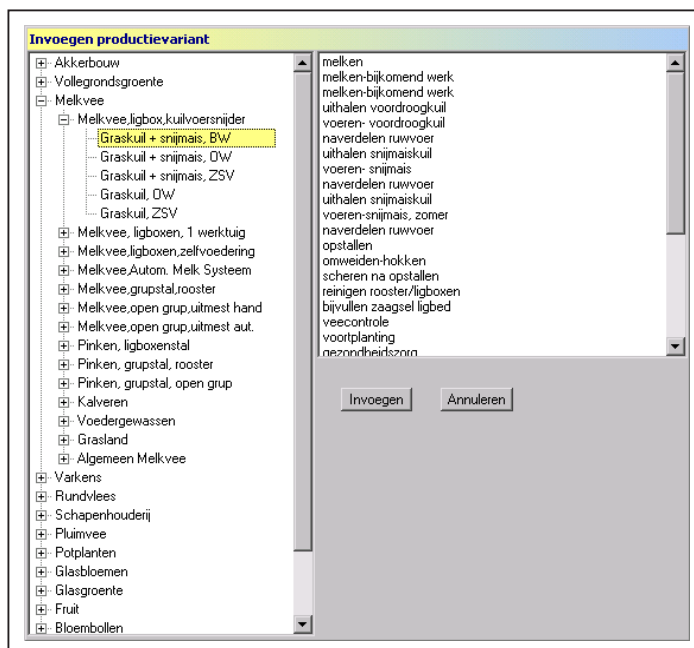 Invoegen productievariant
Akkerbouw
Vollegrondsgroente
Melkvee
Melkvee,ligbox,kuilvoersnijder
Graskuil + snijmais, BW
Graskuil + snijmais, OW
Graskuil + snijmais, ZSV
Graskuil, OW
Graskuil, ZSV
Melkvee, ligboxen, 1 werktuig
Melkvee,ligboxen,zelfvoedering
Melkvee,Autom. Melk Systeem
Melkvee,grupstal,rooster
Melkvee,open grup,uitmest hand
Melkvee,open grup,uitmest aut.
Pinken, ligboxenstal
Pinken, grupstal, rooster
Pinken, grupstal, open grup
Kalveren
Voedergewassen
Grasland
Algemeen Melkvee
Varkens
Rundvlees
Schapenhouderij
Pluimvee
Potplanten
Glasbloemen
Glasgroente
Fruit
Bloembollen
melken
melken-bijkomend werk
melken-bijkomend werk
uithalen voordroogkuil
voeren- voordroogkuil
naverdelen ruwvoer
uithalen snijmaiskuil
voeren- snijmais
naverdelen ruwvoer
uithalen snijmaiskuil
voeren-snijmais, zomer
naverdelen ruwvoer
opstallen
omweiden-hokken
scheren na opstallen
reinigen rooster/ligboxen
bijvullen zaagsel ligbed
veecontrole
voortplanting
gezondheidszorg
Invoegen
Annuleren